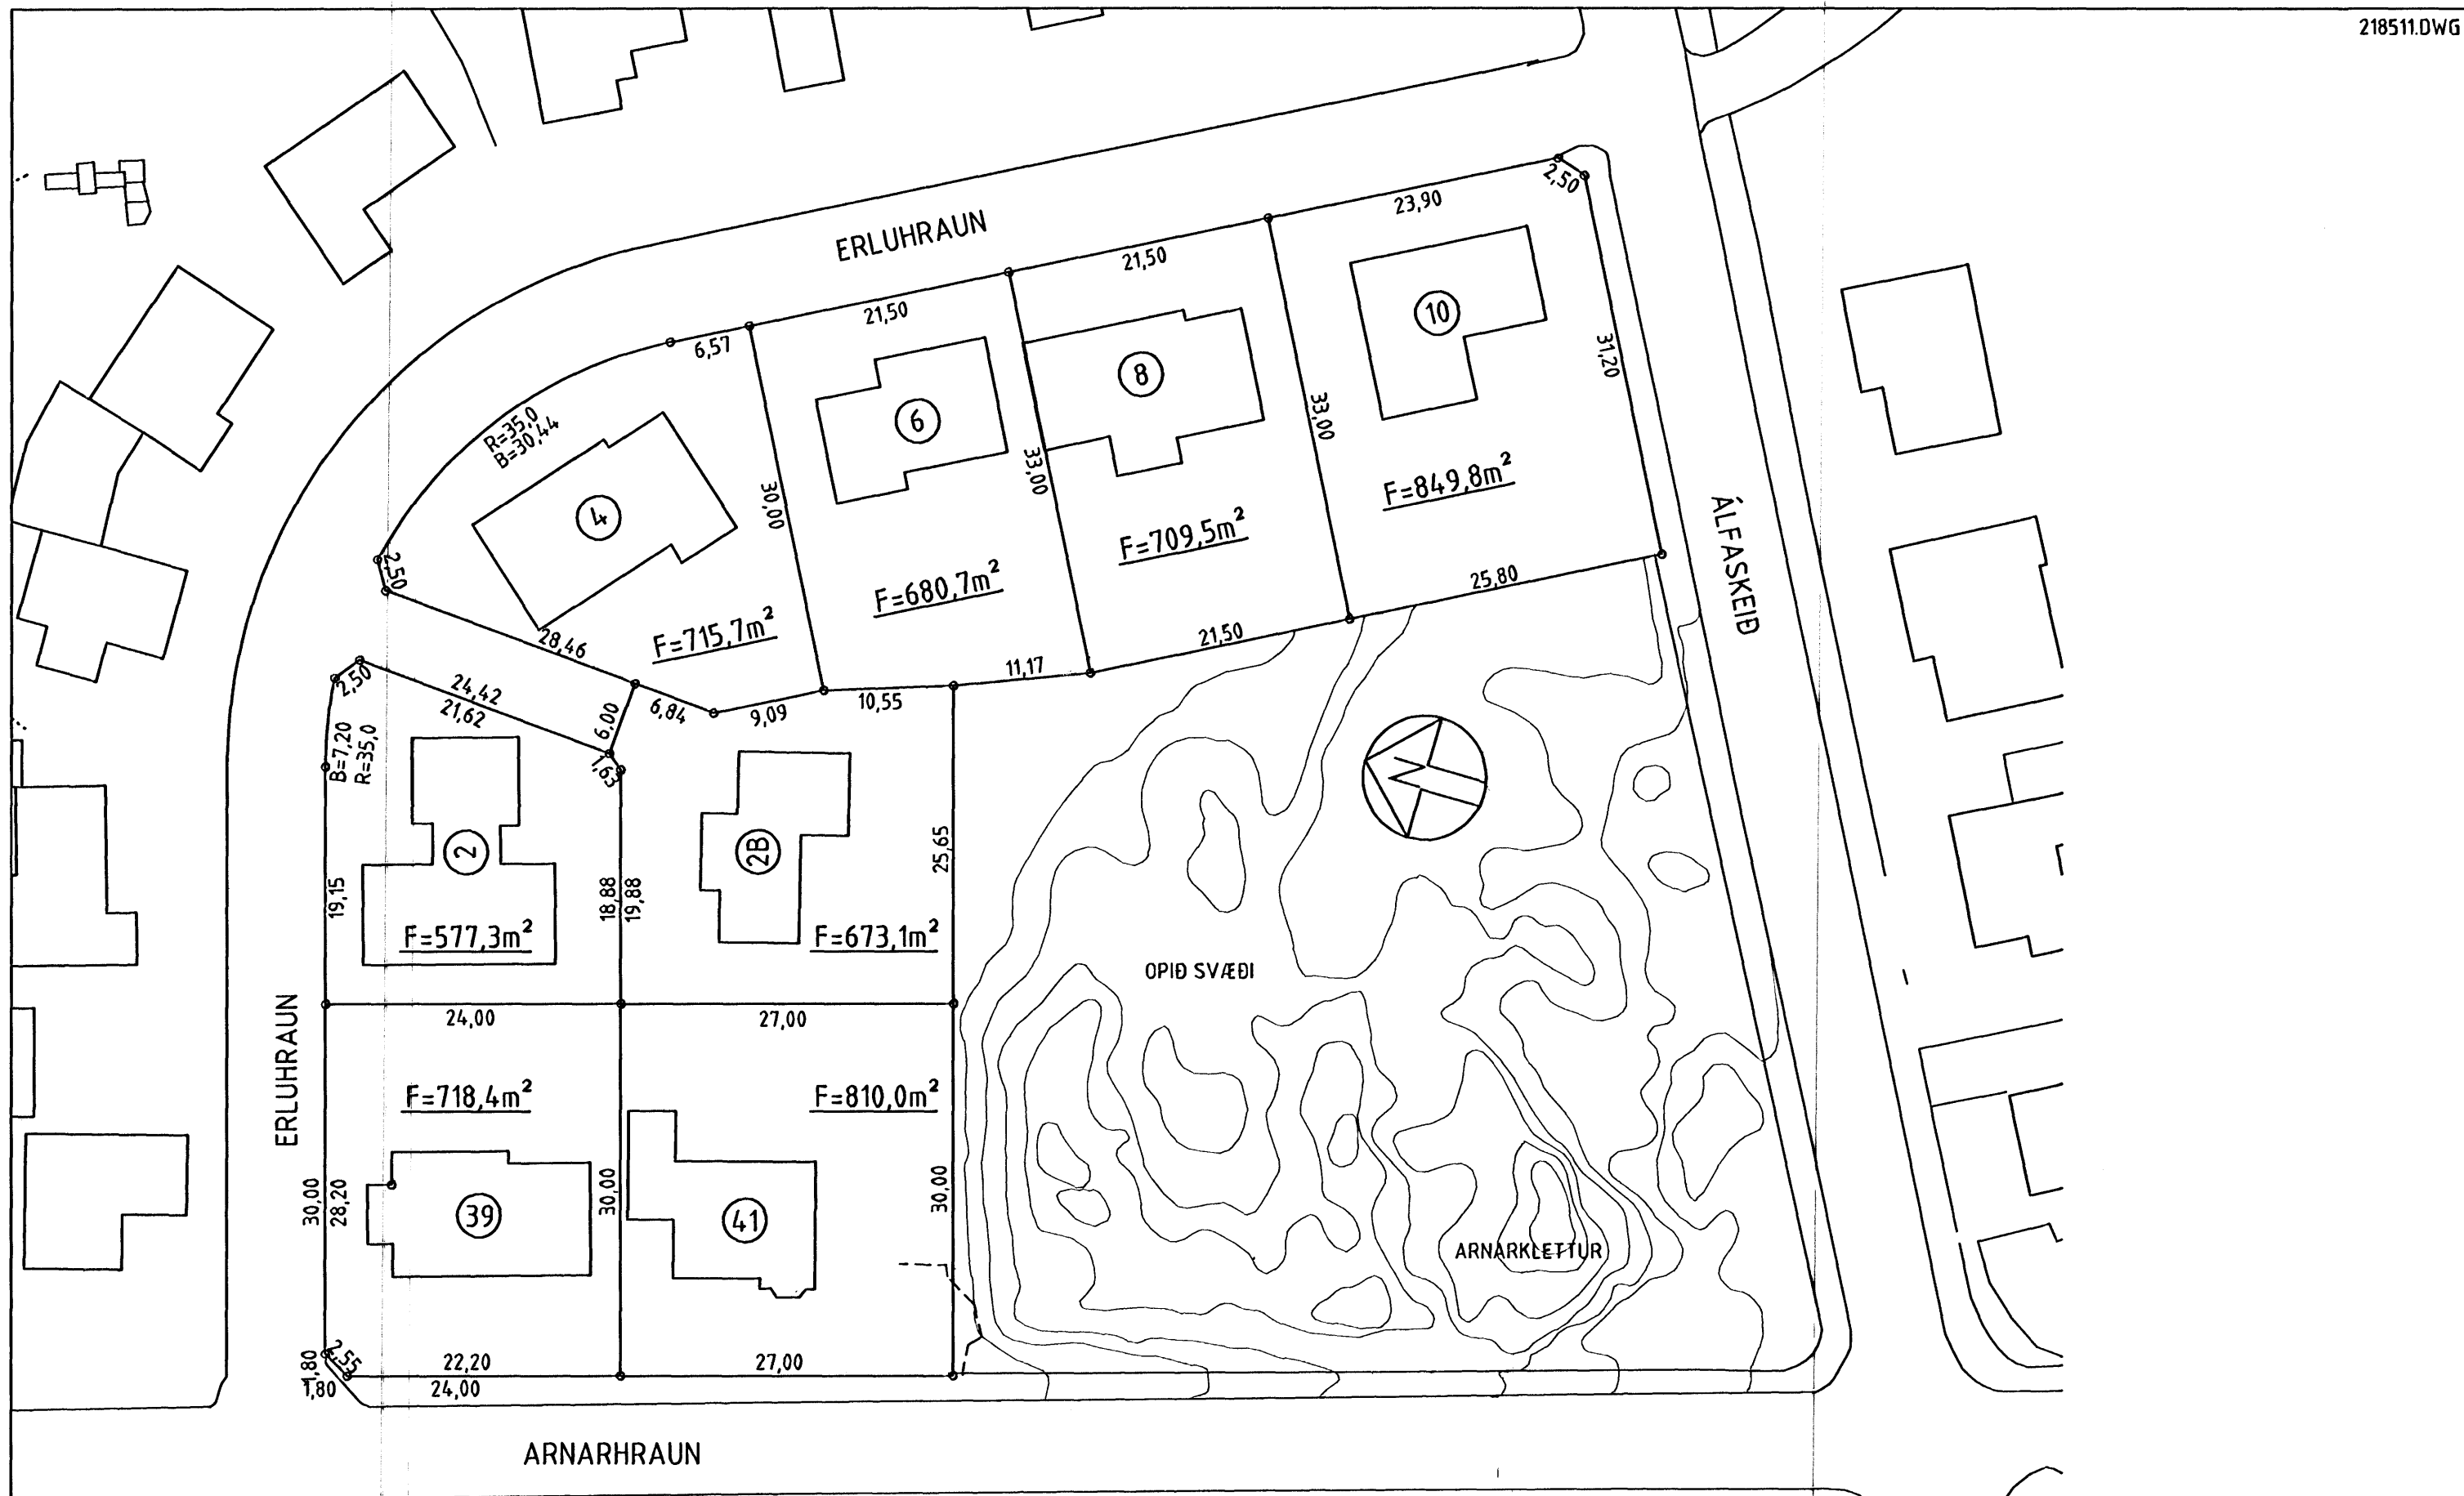 218511.DWG
2,50
23,90
ERLUHRAUN
21,50
21,50
6,57
10
31,20
8
6
33,00
R=35,0
B=30,44
4
33,00
30,00
F=849,8m²
ÁLFASKEIÐ
F=709,5m²
2,50
25,80
F=680,7m²
28,46
F=715,7m²
21,50
11,17
2,50
24,42
21,62
6,00
6,84
9,09
10,55
B=7,20
R=35,0
1,63
2
2B
25,65
19,15
18,88
19,88
F=577,3m²
F=673,1m²
OPIÐ SVÆÐI
24,00
27,00
ERLUHRAUN
F=718,4m²
F=810,0m²
30,00
28,20
39
30,00
41
30,00
ARNARKLETTUR
1,80
2,55
22,20
27,00
1,80
24,00
ARNARHRAUN